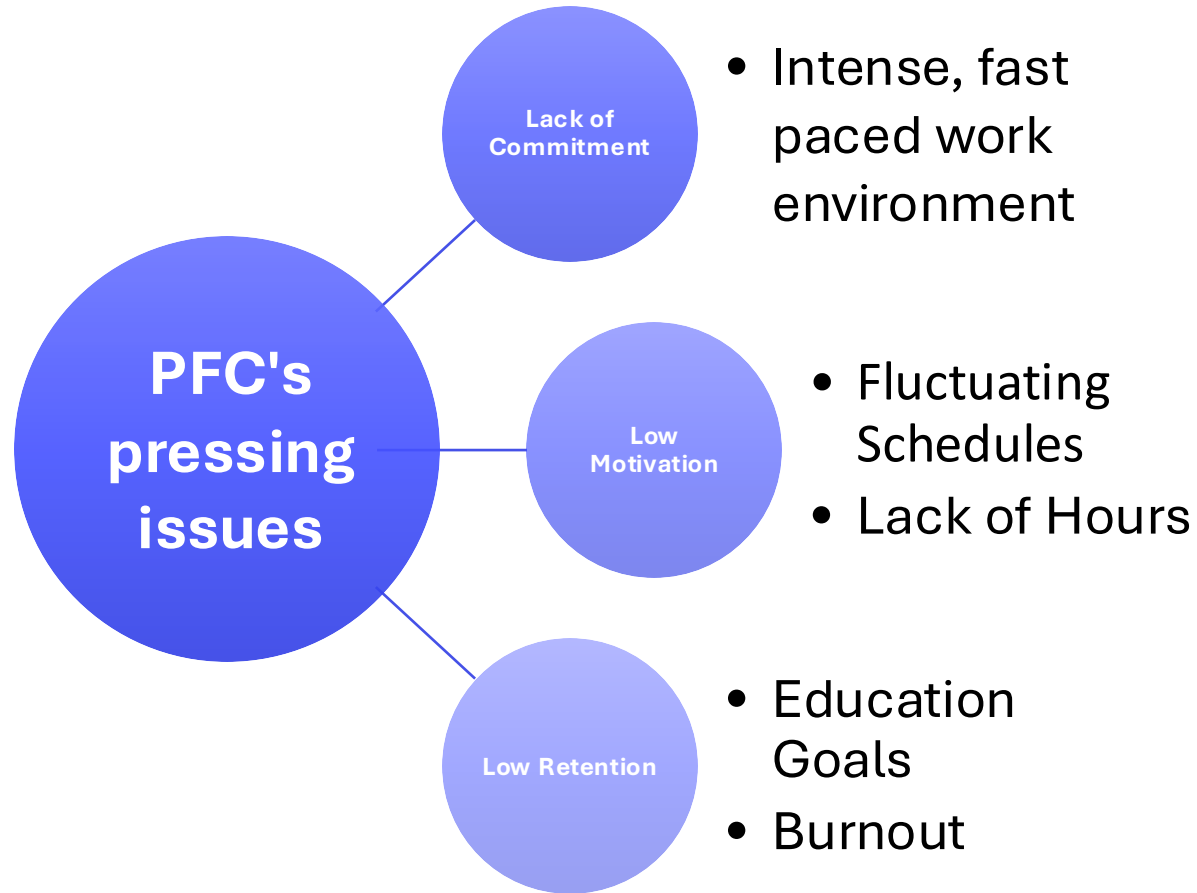 PFC's
pressing
issues
Lack of
Commitment
• Intense, fast
paced work
environment
Low
Motivation
• Fluctuating
Schedules
• Lack of Hours
Low Retention
• Education
Goals
• Burnout